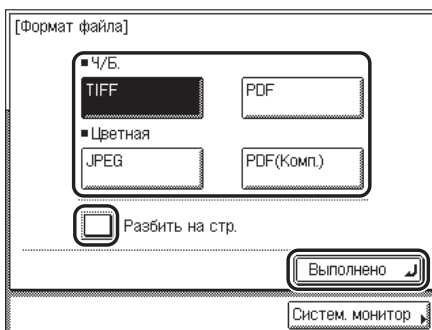 [Формат файла]
■ Ч/Б.
TIFF PDF
■ Цветная
JPEG PDF(Комп.)
Разбить на стр.
Выполнено
Систем. монитор